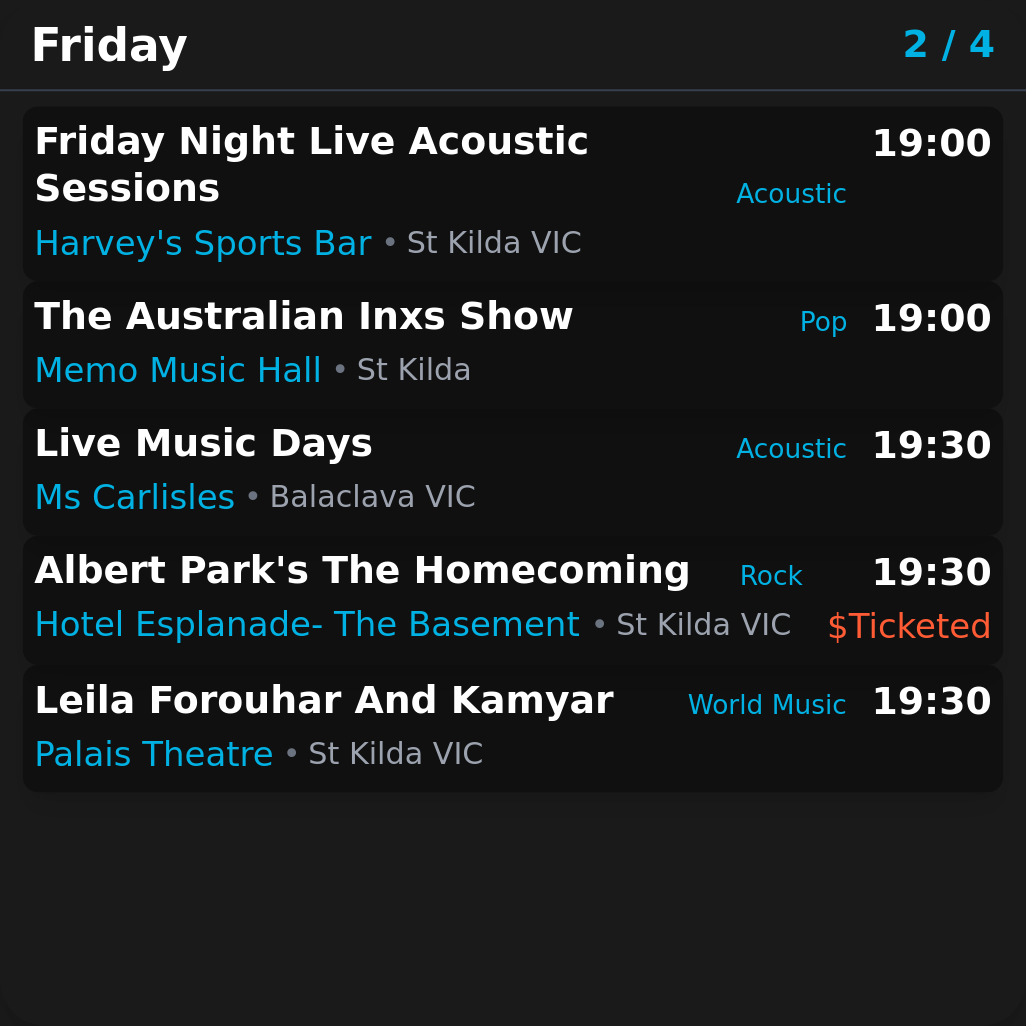 Friday 2 / 4
Friday Night Live Acoustic 19:00
Sessions Acoustic
Harvey's Sports Bar • St Kilda VIC
The Australian Inxs Show Pop 19:00
Memo Music Hall • St Kilda
Live Music Days Acoustic 19:30
Ms Carlisles • Balaclava VIC
Albert Park's The Homecoming Rock 19:30
Hotel Esplanade- The Basement • St Kilda VIC $Ticketed
Leila Forouhar And Kamyar World Music 19:30
Palais Theatre • St Kilda VIC